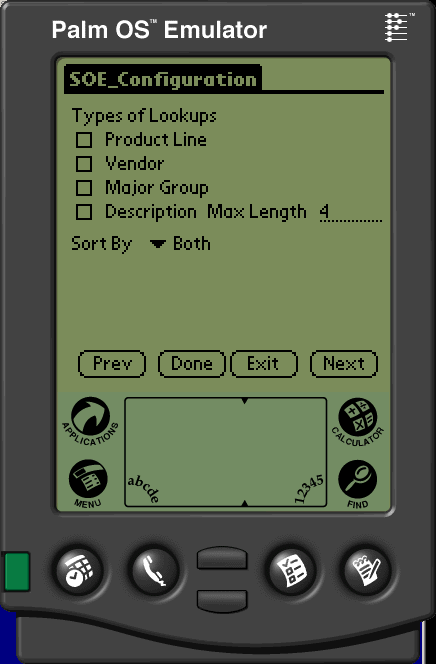 Palm OS™ Emulator
™
SOE_Configuration
Types of Lookups
Product Line
Vendor
Major Group
Description Max Length 4
Sort By Both
Prev Done Exit Next
APPLICATIONS
CALCULATOR
MENU
abcde
12345
FIND